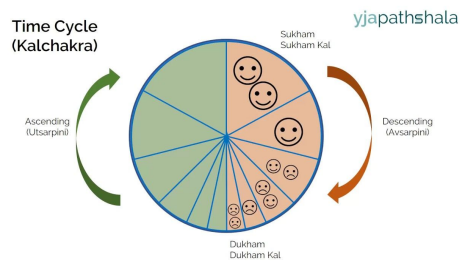 Time Cycle
(Kalchakra)
yjapathshala
Sukham
Sukham Kal
Ascending
(Utsarpini)
Descending
(Avsarpini)
Dukham
Dukham Kal